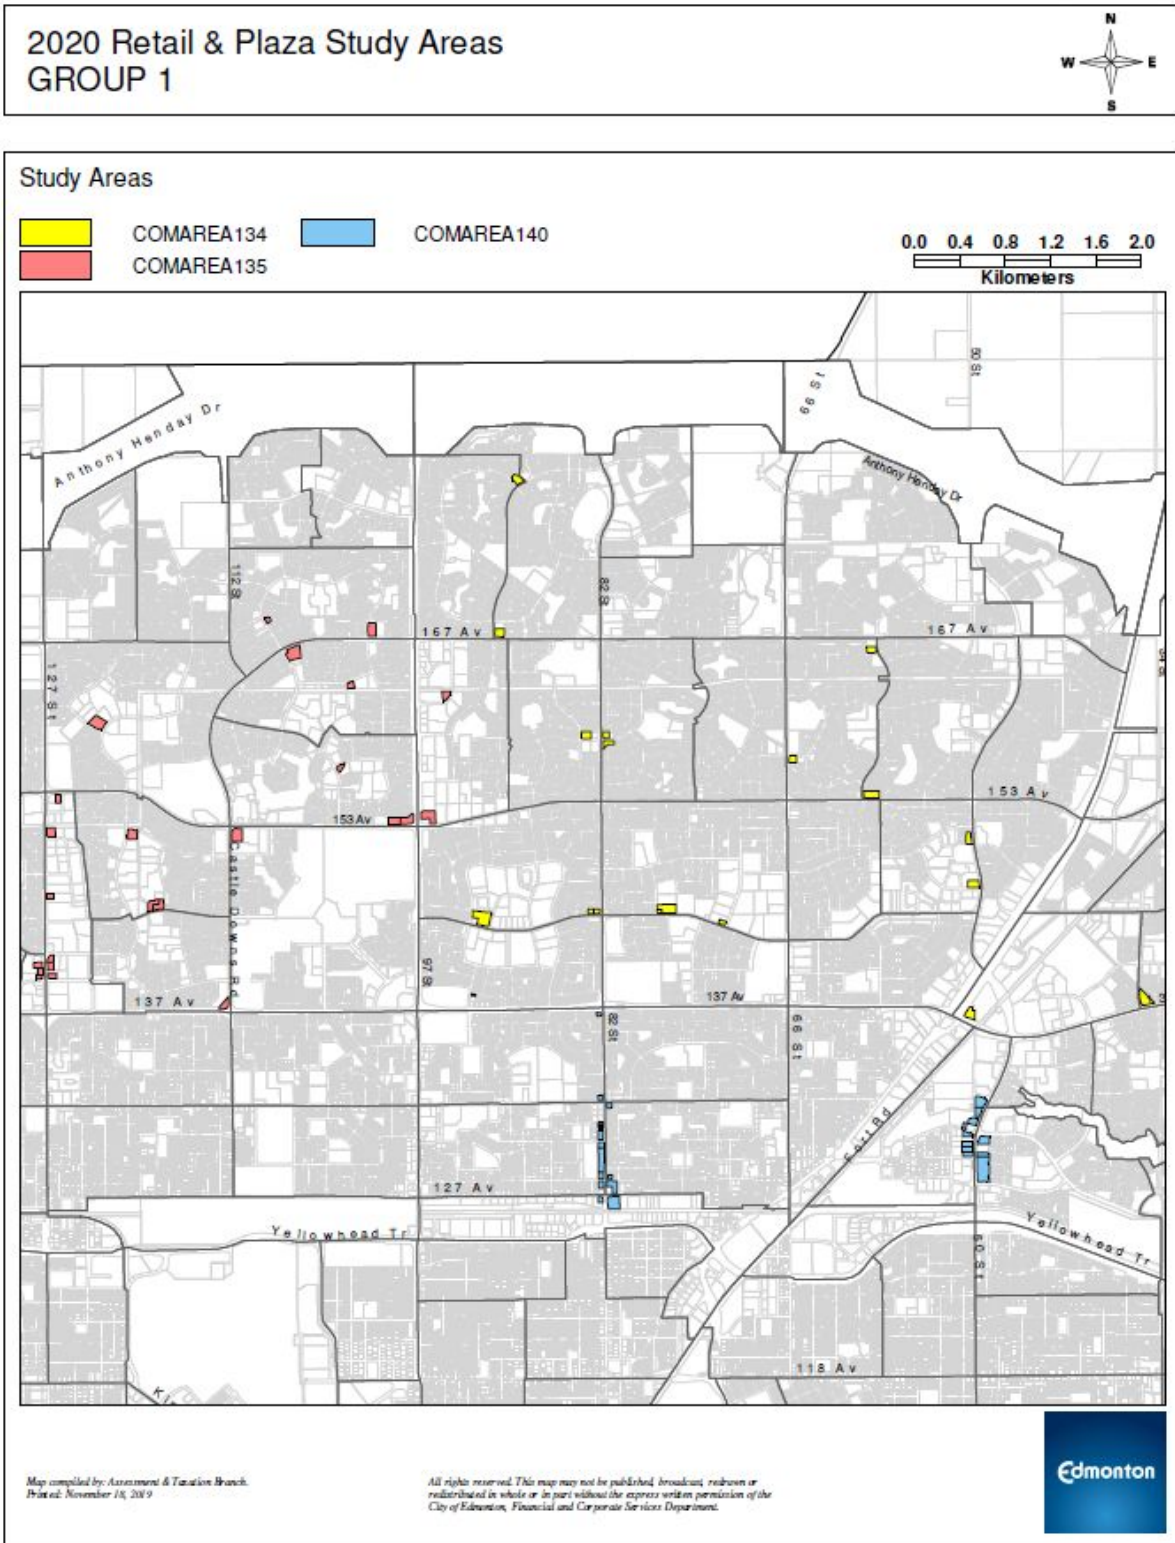 2020 Retail & Plaza Study Areas
GROUP 1
N
W E
S
Study Areas
COMAREA134 COMAREA140
COMAREA135
0.0 0.4 0.8 1.2 1.6 2.0
Kilometers
50 St
66 St
Anthony Henday Dr
Anthony Henday Dr
112 St
82 St
167 Av
167 Av
127 St
153 Av
153 Av
Castle Downs Rd
97 St
137 Av
137 Av
82 St
66 St
Fort Rd
127 Av
Yellowhead Tr
Yellowhead Tr
50 St
118 Av
Map compiled by: Assessment & Taxation Branch.
Printed: November 18, 2019
All rights reserved. This map may not be published, broadcast, redrawn or
redistributed in whole or in part without the express written permission of the
City of Edmonton, Financial and Corporate Services Department.
Edmonton